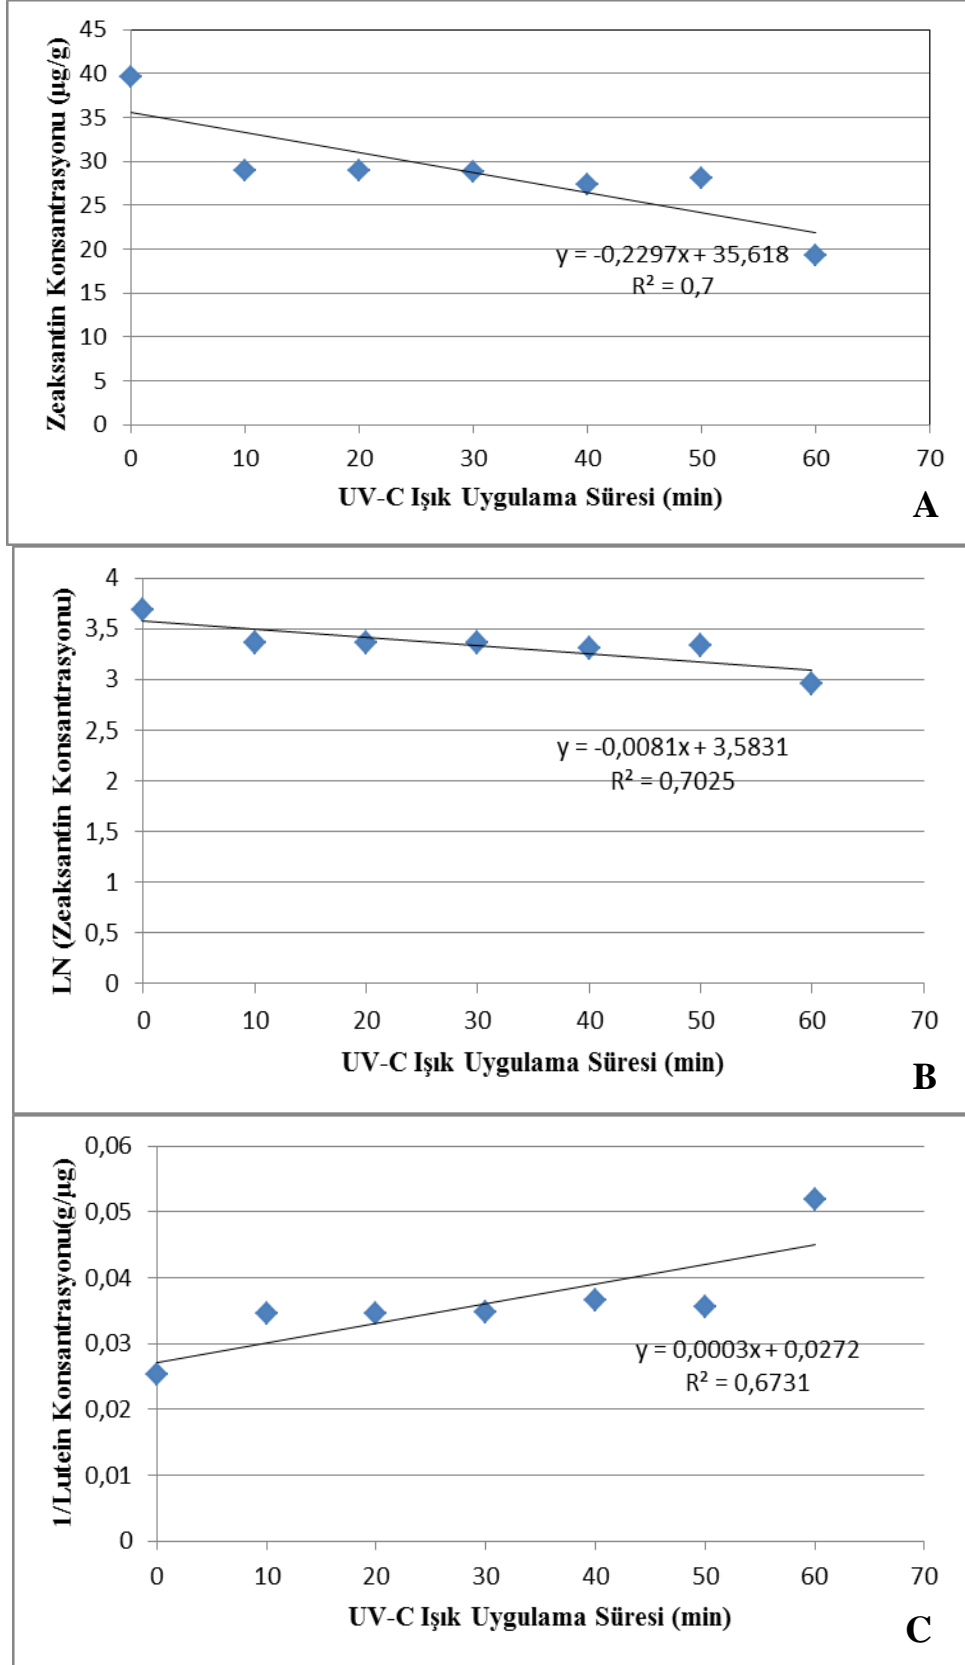 Zeaksantin Konsantrasyonu (µg/g)
45
40
35
30
25
20
15
10
5
0
y = -0,2297x + 35,618
R² = 0,7
0 10 20 30 40 50 60 70
UV-C Işık Uygulama Süresi (min)
A
LN (Zeaksantin Konsantrasyonu)
4
3,5
3
2,5
2
1,5
1
0,5
0
y = -0,0081x + 3,5831
R² = 0,7025
0 10 20 30 40 50 60 70
UV-C Işık Uygulama Süresi (min)
B
1/Lutein Konsantrasyonu(g/µg)
0,06
0,05
0,04
0,03
0,02
0,01
0
y = 0,0003x + 0,0272
R² = 0,6731
0 10 20 30 40 50 60 70
UV-C Işık Uygulama Süresi (min)
C